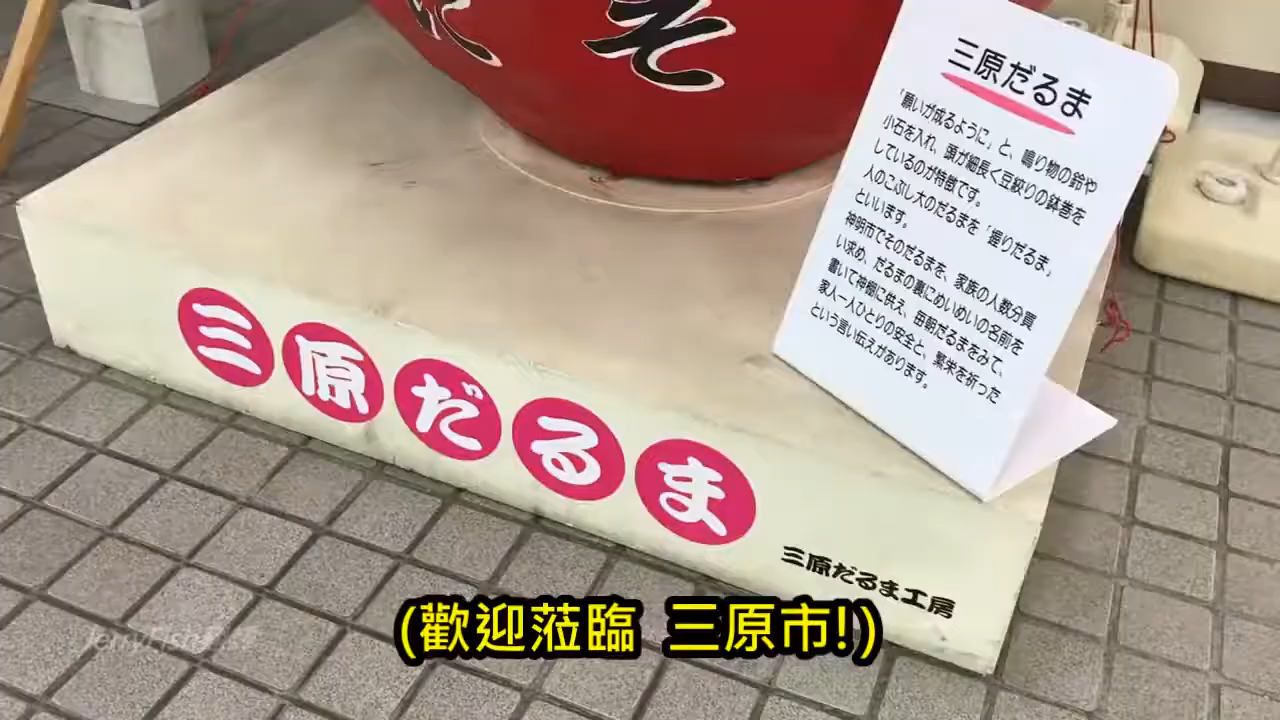 そ
三原だるま
「願いが成るように」と、鳴り物の鈴や
小石を入れ、頭が細長く豆絞りの鉢巻を
しているのが特徴です。
人のこぶし大のだるまを「握りだるま」
といいます。
神明市でそのだるまを、家族の人数分買
い求め、だるまの裏にめいめいの名前を
書いて神棚に供え、毎朝だるまをみて、
家人一人ひとりの安全と、繁栄を祈った
という言い伝えがあります。
三原だるま
三原だるま工房
(歡迎蒞臨 三原市!)